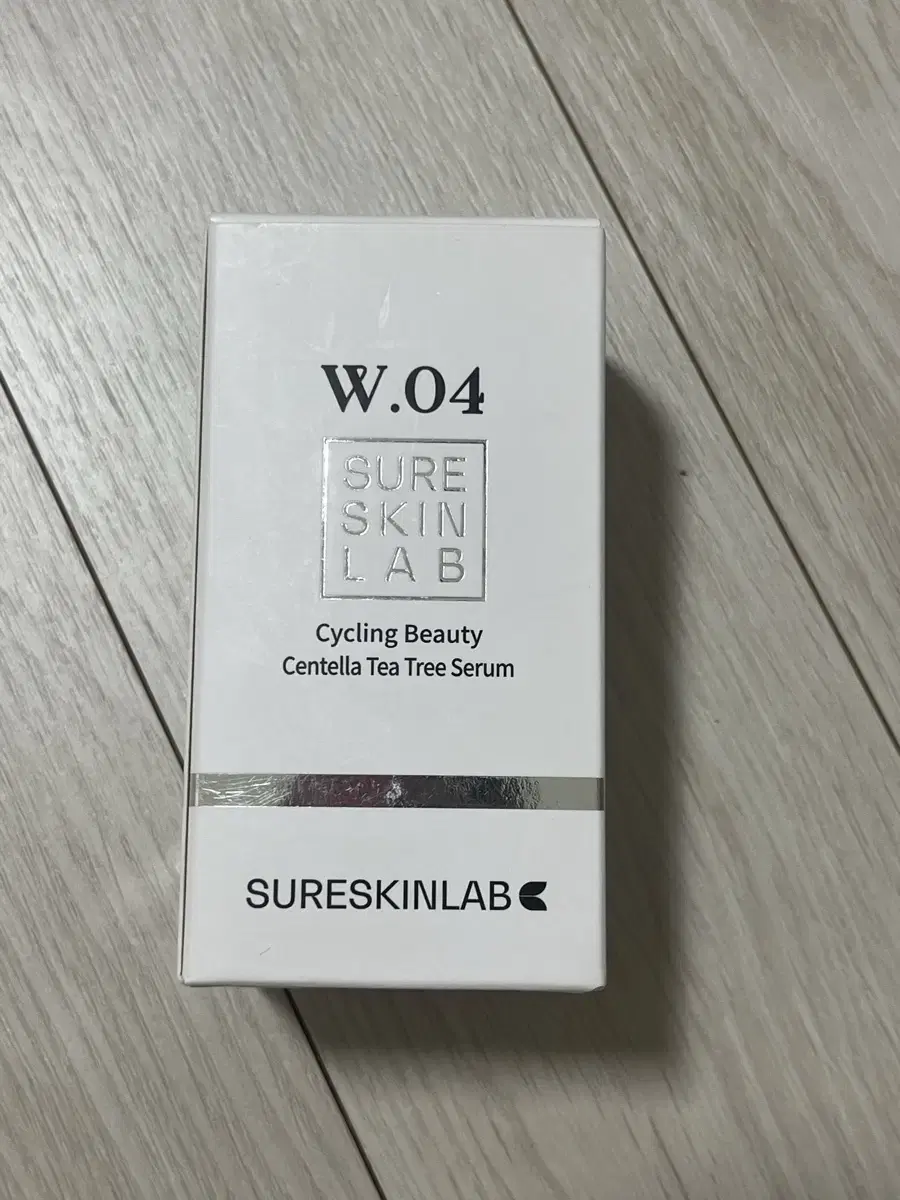 W.04
SURE
SKIN
LAB
Cycling Beauty
Centella Tea Tree Serum
SURESKINLAB